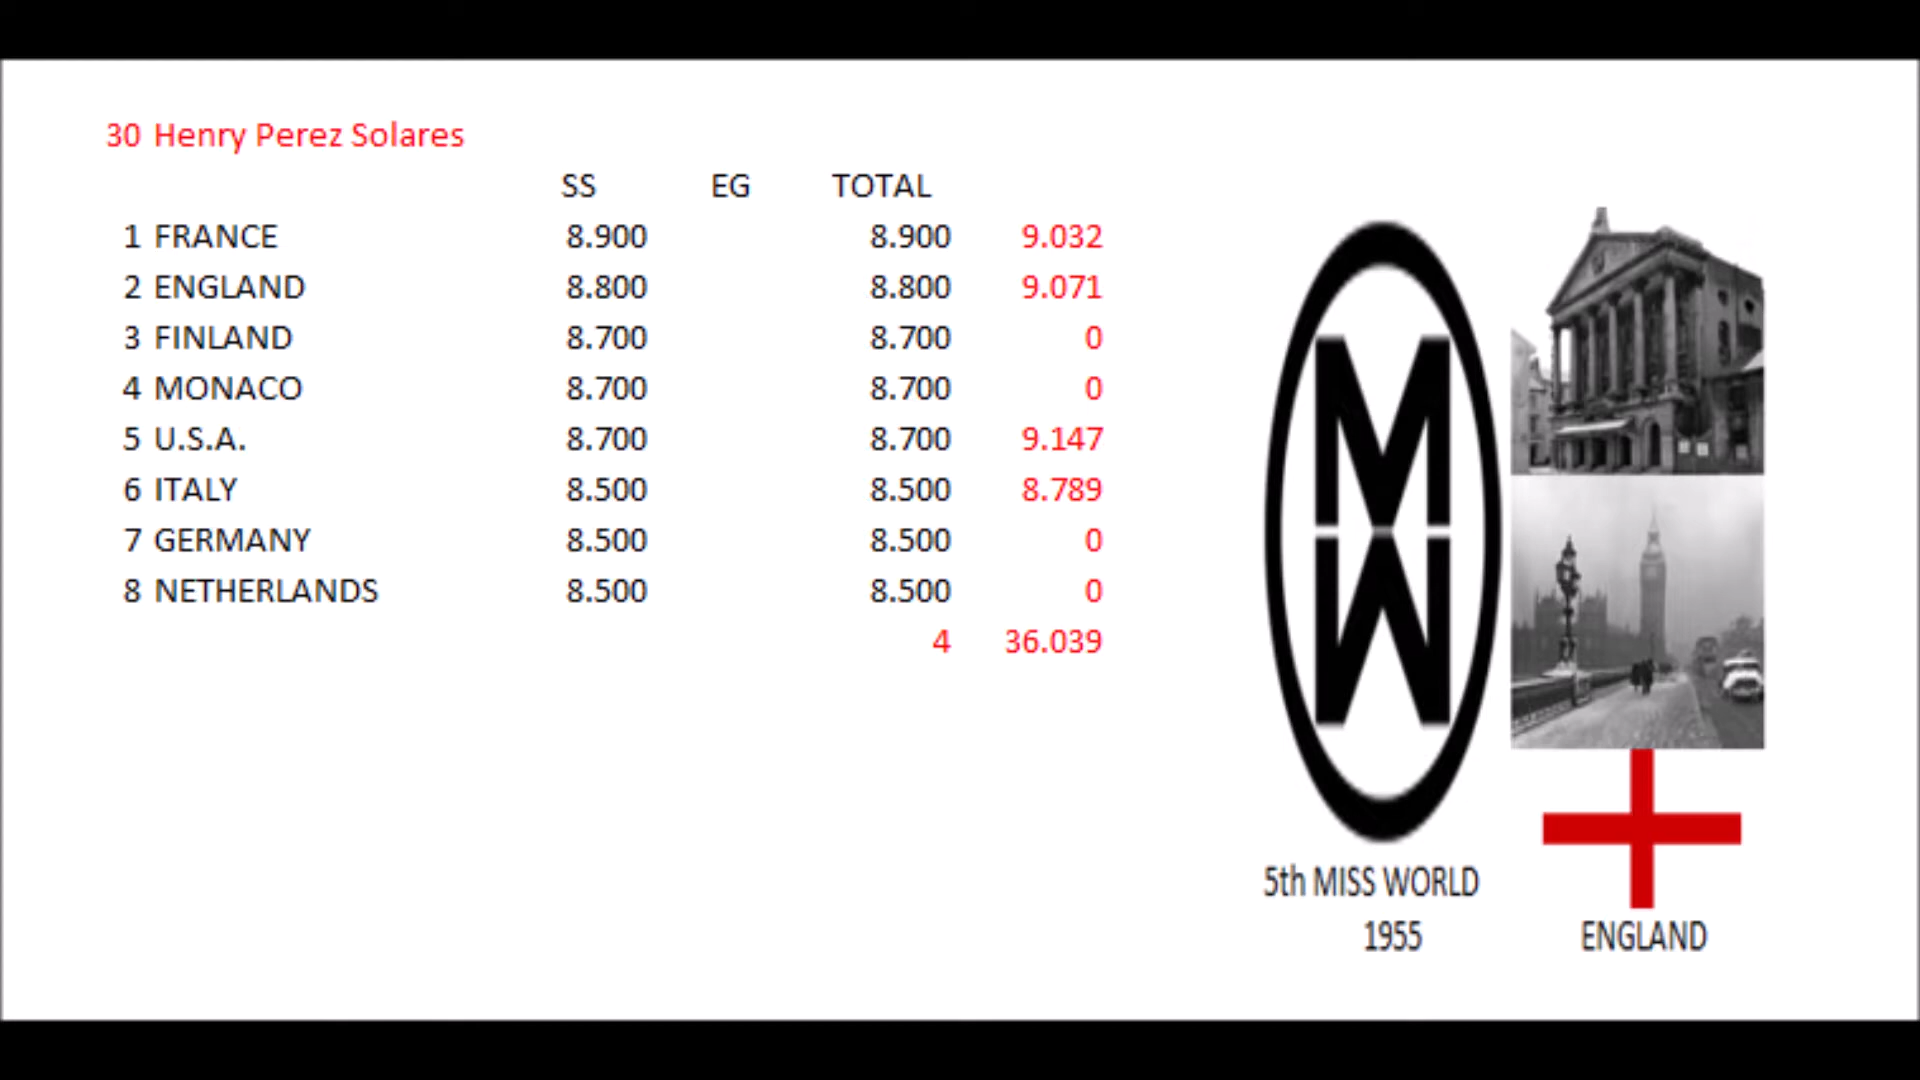 30 Henry Perez Solares
SS EG TOTAL
1 FRANCE 8.900 8.900 9.032
2 ENGLAND 8.800 8.800 9.071
3 FINLAND 8.700 8.700 0
4 MONACO 8.700 8.700 0
5 U.S.A. 8.700 8.700 9.147
6 ITALY 8.500 8.500 8.789
7 GERMANY 8.500 8.500 0
8 NETHERLANDS 8.500 8.500 0
4 36.039
MW
5th MISS WORLD
1955
ENGLAND